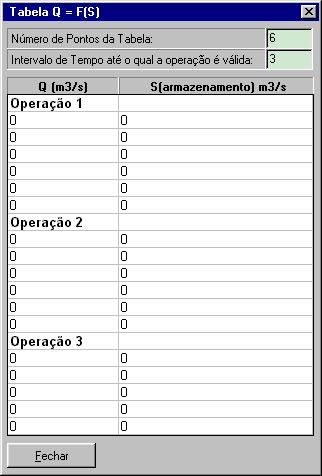 Tabela Q = F(S)
Número de Pontos da Tabela: 6
Intervalo de Tempo até o qual a operação é válida: 3
Q (m3/s) S(armazenamento) m3/s
Operação 1
0 0
0 0
0 0
0 0
0 0
0 0
Operação 2
0 0
0 0
0 0
0 0
0 0
0 0
Operação 3
0 0
0 0
0 0
0 0
0 0
Fechar